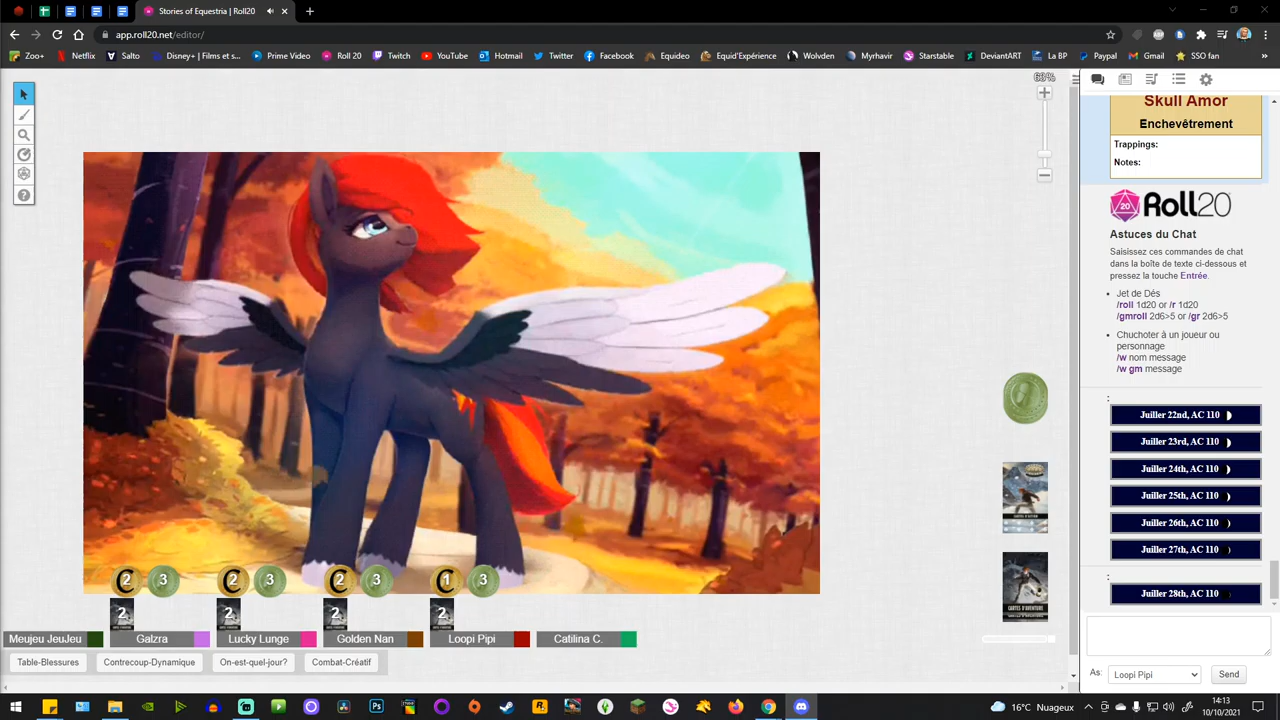 Stories of Equestria | Roll20
app.roll20.net/editor/
Zoo+ Netflix Salto Disney+ | Films et s... Prime Video Roll 20 Twitch YouTube Hotmail Twitter Facebook Equideo Equid'Expérience Wolvden Myrhavir Starstable DeviantART La BP Paypal Gmail SSO fan
Skull Amor
Enchevêtrement
Trappings:
Notes:
Roll20
Astuces du Chat
Saisissez ces commandes de chat
dans la boîte de texte ci-dessous et
pressez la touche Entrée.
Jet de Dés
/roll 1d20 or /r 1d20
/gmroll 2d6>5 or /gr 2d6>5
Chuchoter à un joueur ou
personnage
/w nom message
/w gm message
:
Juiller 22nd, AC 110
Juiller 23rd, AC 110
Juiller 24th, AC 110
Juiller 25th, AC 110
Juiller 26th, AC 110
Juiller 27th, AC 110
:
Juiller 28th, AC 110
As: Loopi Pipi Send
2 3 2 3 2 3 1 3
2 2 2 2
Meujeu JeuJeu Galzra Lucky Lunge Golden Nan Loopi Pipi Catilina C.
Table-Blessures Contrecoup-Dynamique On-est-quel-jour? Combat-Créatif
CARTES D'AVENTURE
16°C Nuageux
14:13
10/10/2021